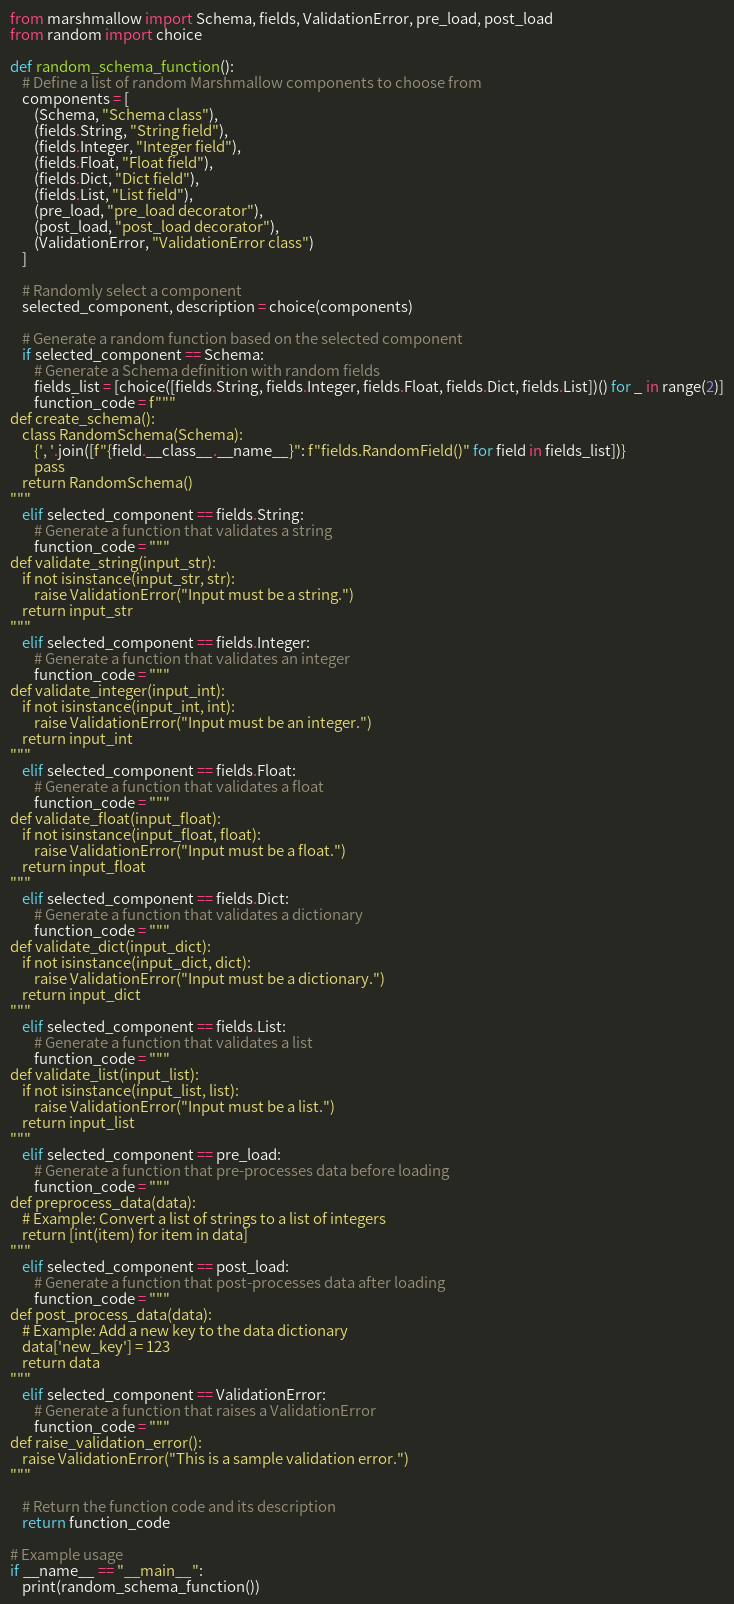 from marshmallow import Schema, fields, ValidationError, pre_load, post_load
from random import choice

def random_schema_function():
    # Define a list of random Marshmallow components to choose from
    components = [
        (Schema, "Schema class"),
        (fields.String, "String field"),
        (fields.Integer, "Integer field"),
        (fields.Float, "Float field"),
        (fields.Dict, "Dict field"),
        (fields.List, "List field"),
        (pre_load, "pre_load decorator"),
        (post_load, "post_load decorator"),
        (ValidationError, "ValidationError class")
    ]

    # Randomly select a component
    selected_component, description = choice(components)

    # Generate a random function based on the selected component
    if selected_component == Schema:
        # Generate a Schema definition with random fields
        fields_list = [choice([fields.String, fields.Integer, fields.Float, fields.Dict, fields.List])() for _ in range(2)]
        function_code = f"""
def create_schema():
    class RandomSchema(Schema):
        {', '.join([f"{field.__class__.__name__}": f"fields.RandomField()" for field in fields_list])}
        pass
    return RandomSchema()
"""
    elif selected_component == fields.String:
        # Generate a function that validates a string
        function_code = """
def validate_string(input_str):
    if not isinstance(input_str, str):
        raise ValidationError("Input must be a string.")
    return input_str
"""
    elif selected_component == fields.Integer:
        # Generate a function that validates an integer
        function_code = """
def validate_integer(input_int):
    if not isinstance(input_int, int):
        raise ValidationError("Input must be an integer.")
    return input_int
"""
    elif selected_component == fields.Float:
        # Generate a function that validates a float
        function_code = """
def validate_float(input_float):
    if not isinstance(input_float, float):
        raise ValidationError("Input must be a float.")
    return input_float
"""
    elif selected_component == fields.Dict:
        # Generate a function that validates a dictionary
        function_code = """
def validate_dict(input_dict):
    if not isinstance(input_dict, dict):
        raise ValidationError("Input must be a dictionary.")
    return input_dict
"""
    elif selected_component == fields.List:
        # Generate a function that validates a list
        function_code = """
def validate_list(input_list):
    if not isinstance(input_list, list):
        raise ValidationError("Input must be a list.")
    return input_list
"""
    elif selected_component == pre_load:
        # Generate a function that pre-processes data before loading
        function_code = """
def preprocess_data(data):
    # Example: Convert a list of strings to a list of integers
    return [int(item) for item in data]
"""
    elif selected_component == post_load:
        # Generate a function that post-processes data after loading
        function_code = """
def post_process_data(data):
    # Example: Add a new key to the data dictionary
    data['new_key'] = 123
    return data
"""
    elif selected_component == ValidationError:
        # Generate a function that raises a ValidationError
        function_code = """
def raise_validation_error():
    raise ValidationError("This is a sample validation error.")
"""

    # Return the function code and its description
    return function_code

# Example usage
if __name__ == "__main__":
    print(random_schema_function())